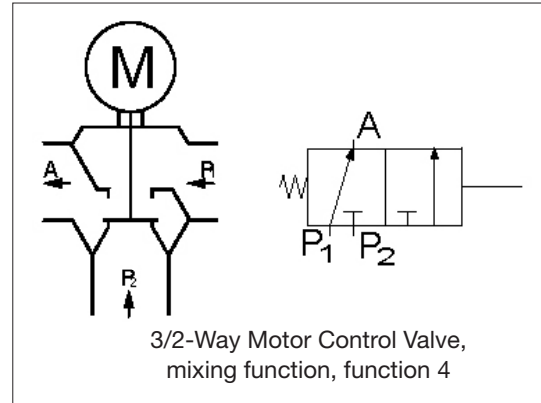 M
A
P1
P2
A
P1 P2
3/2-Way Motor Control Valve,
mixing function, function 4